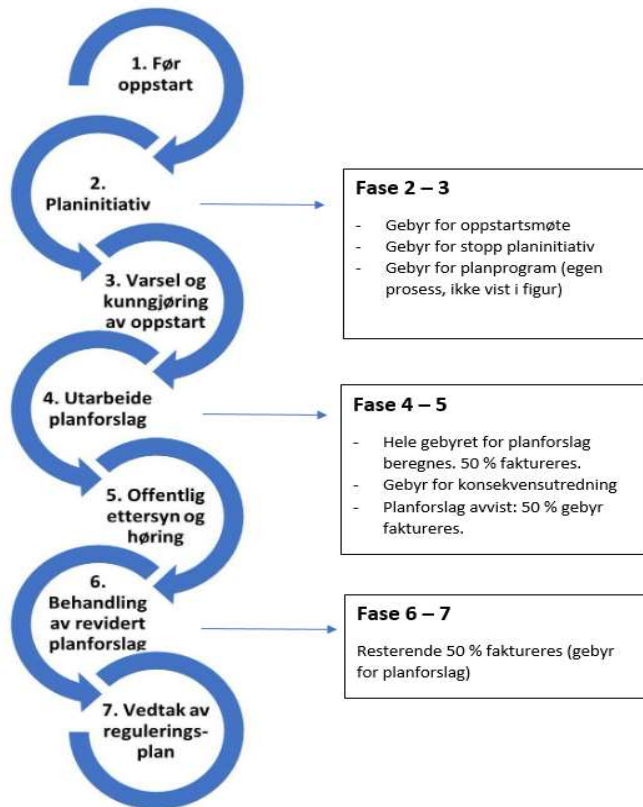 1. Før
oppstart
2.
Planinitiativ
3. Varsel og
kunngjøring
av oppstart
4. Utarbeide
planforslag
5. Offentlig
ettersyn og
høring
6.
Behandling
av revidert
planforslag
7. Vedtak av
regulerings-
plan
Fase 2 – 3
- Gebyr for oppstartsmøte
- Gebyr for stopp planinitiativ
- Gebyr for planprogram (egen
prosess, ikke vist i figur)
Fase 4 – 5
- Hele gebyret for planforslag
beregnes. 50 % faktureres.
- Gebyr for konsekvensutredning
- Planforslag avvist: 50 % gebyr
faktureres.
Fase 6 – 7
Resterende 50 % faktureres (gebyr
for planforslag)